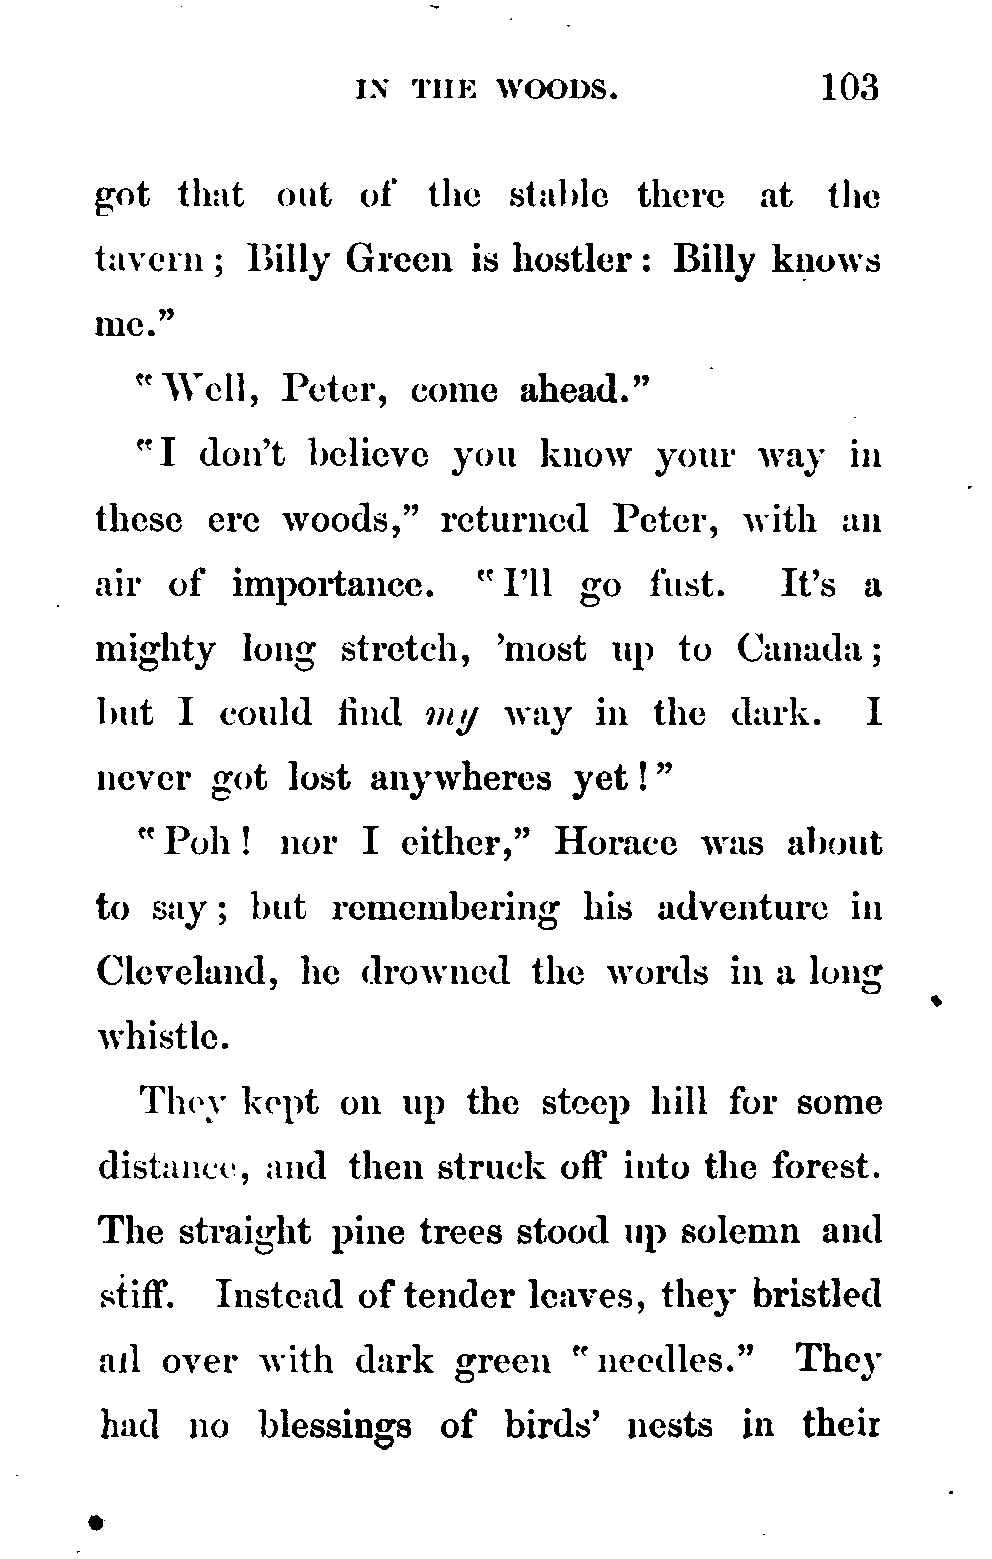 IN THE WOODS. 103
got that out of the stable there at the
tavern; Billy Green is hostler: Billy knows
me.”
“Well, Peter, come ahead.”
“I don’t believe you know your way in
these ere woods,” returned Peter, with an
air of importance. “I’ll go fust. It’s a
mighty long stretch, ’most up to Canada;
but I could find my way in the dark. I
never got lost anywheres yet!”
“Poh! nor I either,” Horace was about
to say; but remembering his adventure in
Cleveland, he drowned the words in a long
whistle.
They kept on up the steep hill for some
distance, and then struck off into the forest.
The straight pine trees stood up solemn and
stiff. Instead of tender leaves, they bristled
all over with dark green “needles.” They
had no blessings of birds’ nests in their